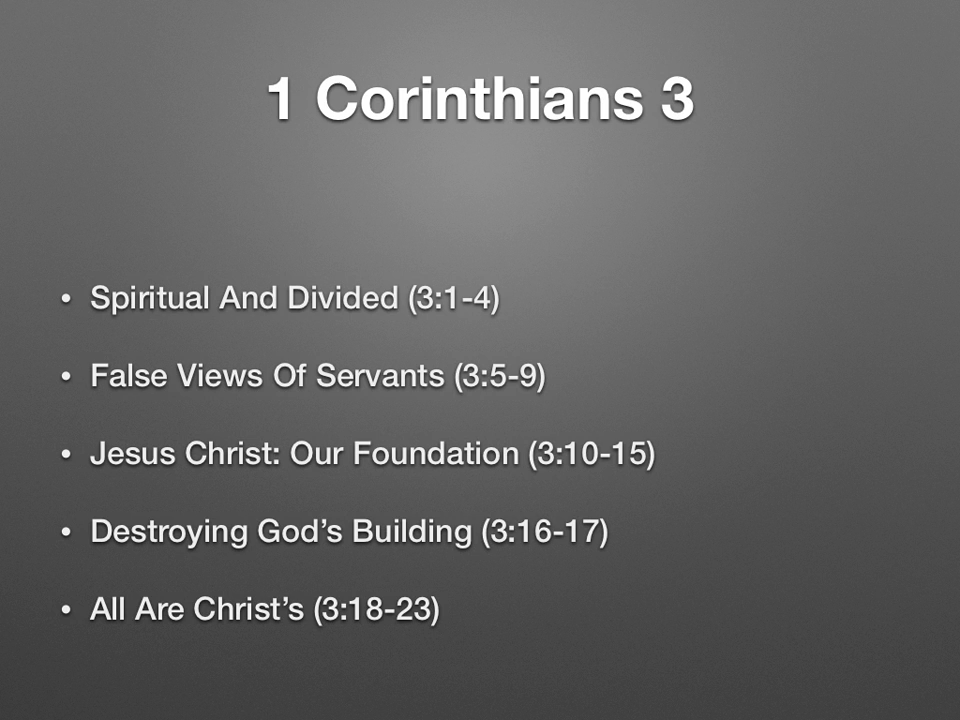 1 Corinthians 3
• Spiritual And Divided (3:1-4)
• False Views Of Servants (3:5-9)
• Jesus Christ: Our Foundation (3:10-15)
• Destroying God’s Building (3:16-17)
• All Are Christ’s (3:18-23)